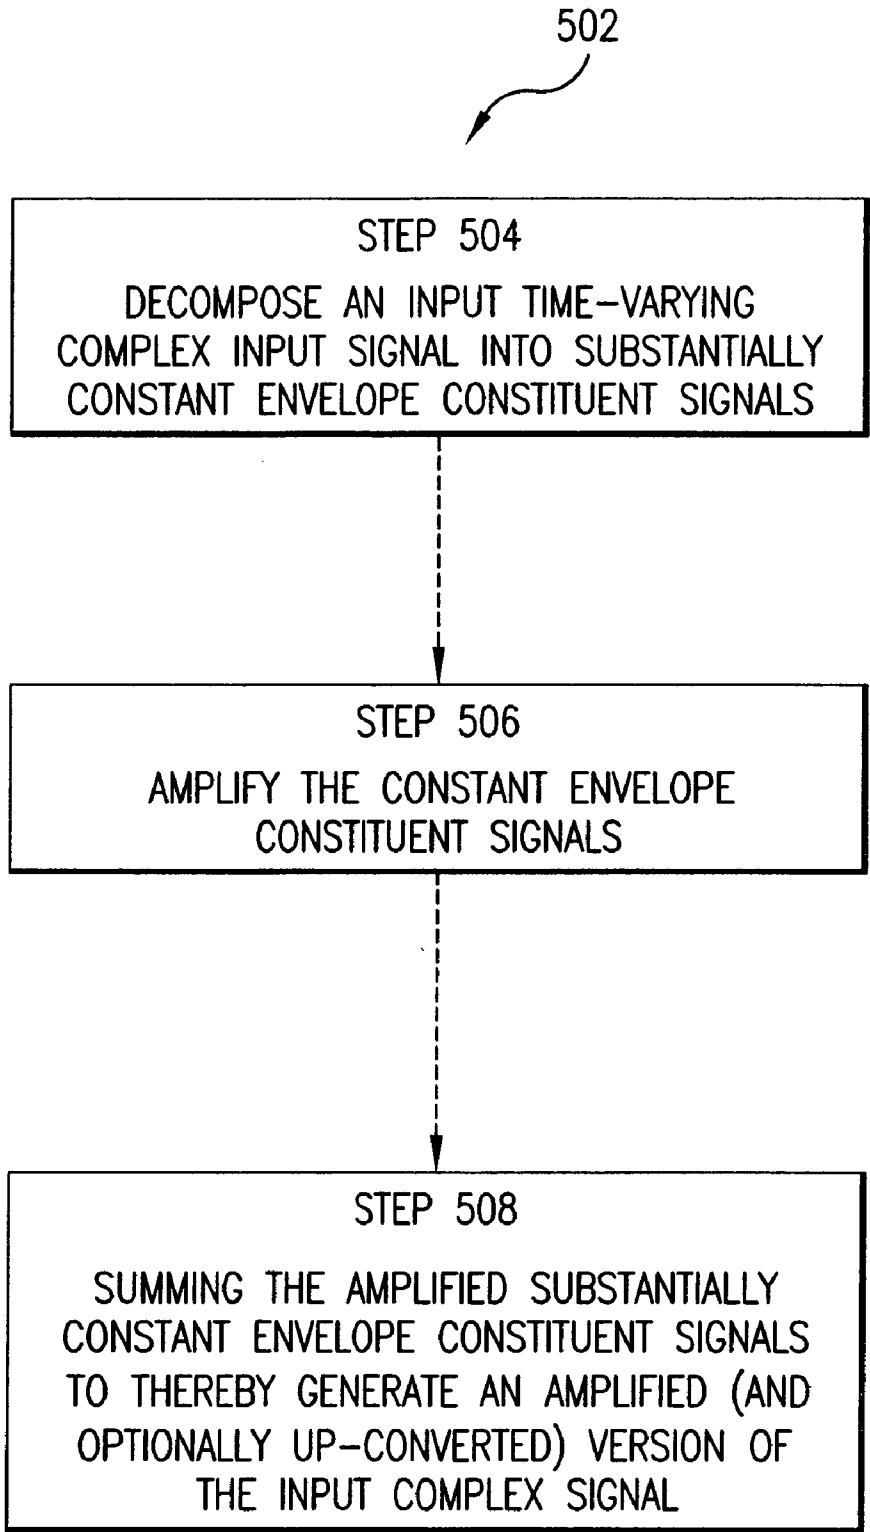 502
STEP 504
DECOMPOSE AN INPUT TIME-VARYING
COMPLEX INPUT SIGNAL INTO SUBSTANTIALLY
CONSTANT ENVELOPE CONSTITUENT SIGNALS
STEP 506
AMPLIFY THE CONSTANT ENVELOPE
CONSTITUENT SIGNALS
STEP 508
SUMMING THE AMPLIFIED SUBSTANTIALLY
CONSTANT ENVELOPE CONSTITUENT SIGNALS
TO THEREBY GENERATE AN AMPLIFIED (AND
OPTIONALLY UP-CONVERTED) VERSION OF
THE INPUT COMPLEX SIGNAL